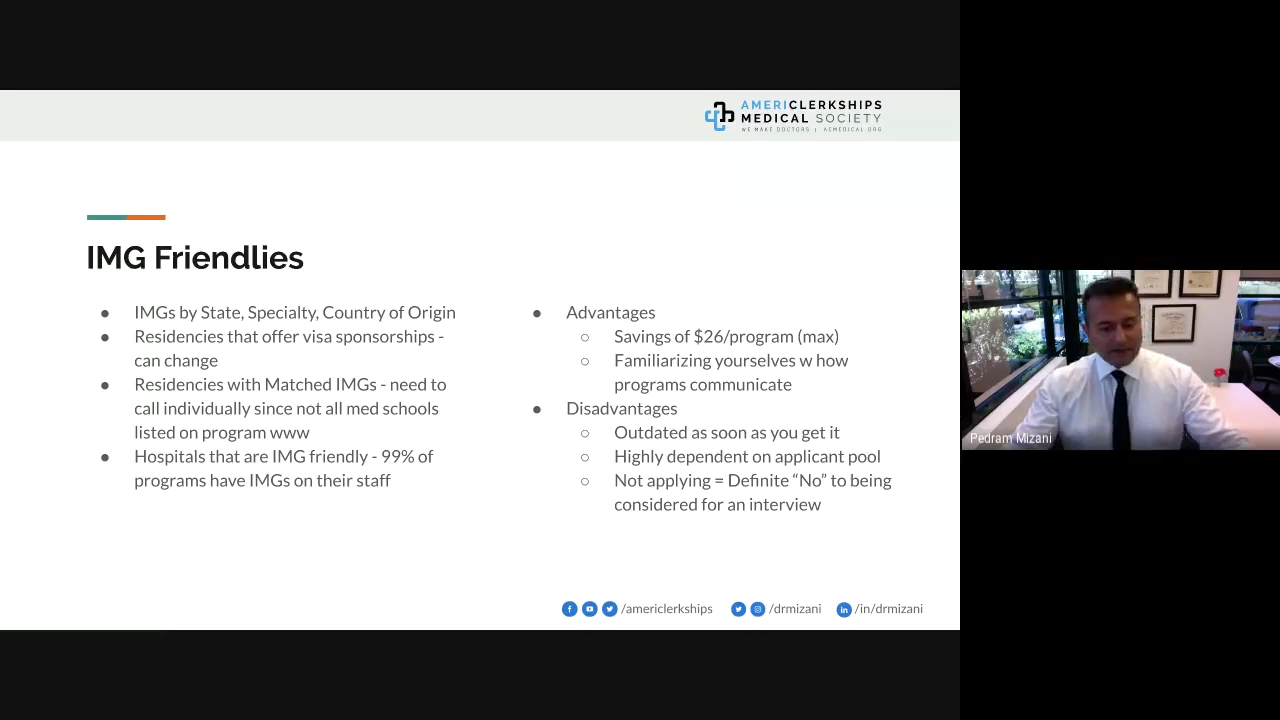 AMERICLERKSHIPS
MEDICAL SOCIETY
WE MAKE DOCTORS | ACMEDICAL.ORG
IMG Friendlies
● IMGs by State, Specialty, Country of Origin
● Residencies that offer visa sponsorships -
can change
● Residencies with Matched IMGs - need to
call individually since not all med schools
listed on program www
● Hospitals that are IMG friendly - 99% of
programs have IMGs on their staff
● Advantages
○ Savings of $26/program (max)
○ Familiarizing yourselves w how
programs communicate
● Disadvantages
○ Outdated as soon as you get it
○ Highly dependent on applicant pool
○ Not applying = Definite “No” to being
considered for an interview
/americlerkships /drmizani /in/drmizani
Pedram Mizani